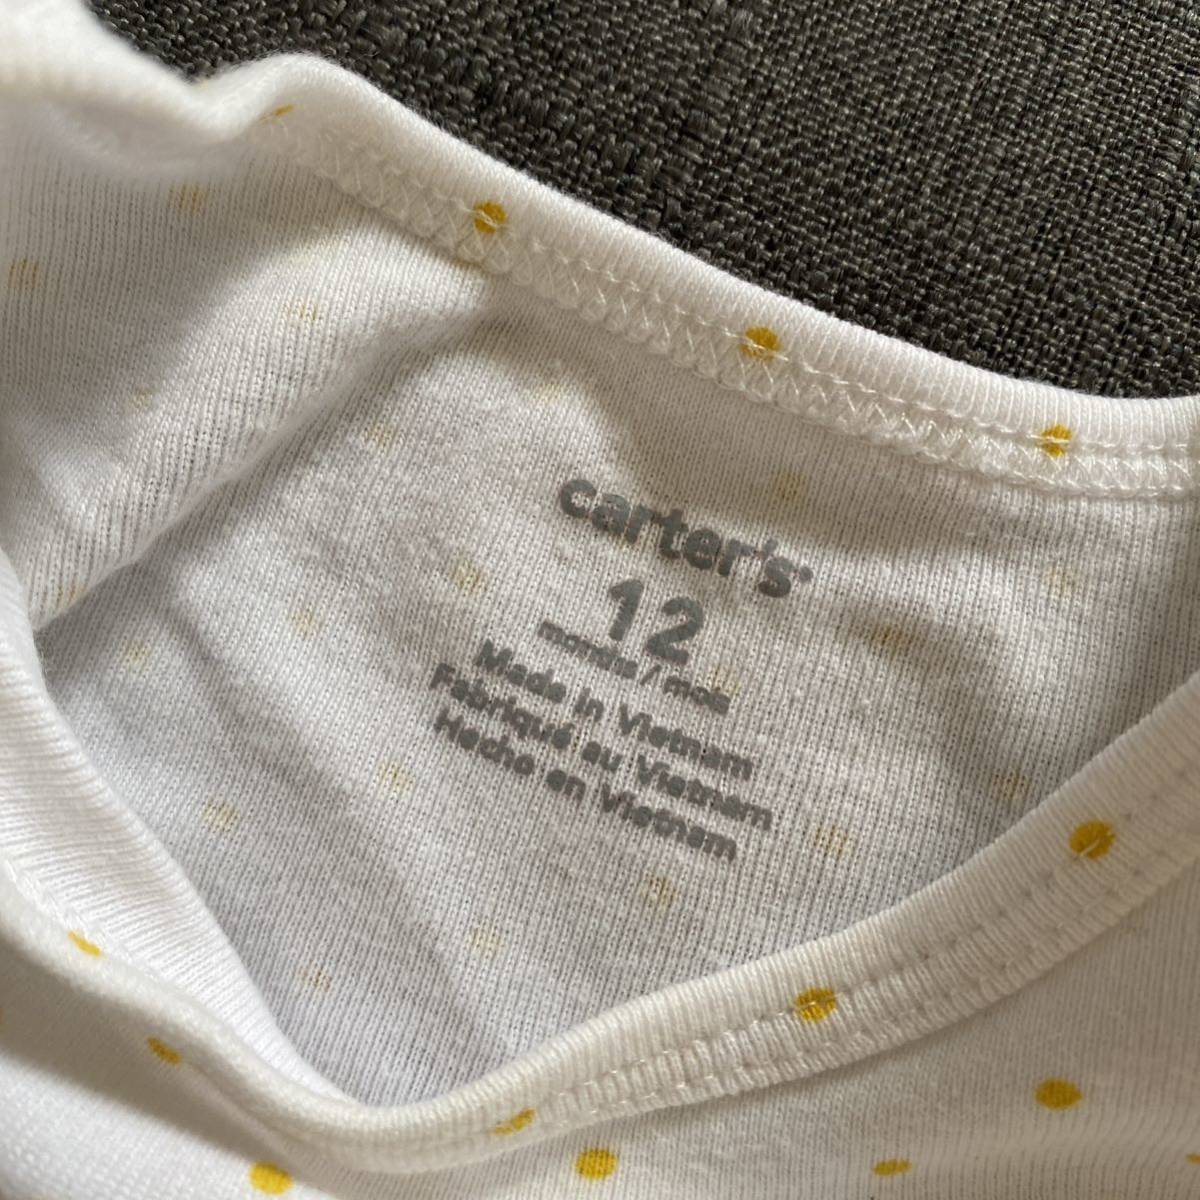 carter's
12
months / mois
Made in Vietnam
Fabriqué au Vietnam
Hecho en Vietnam